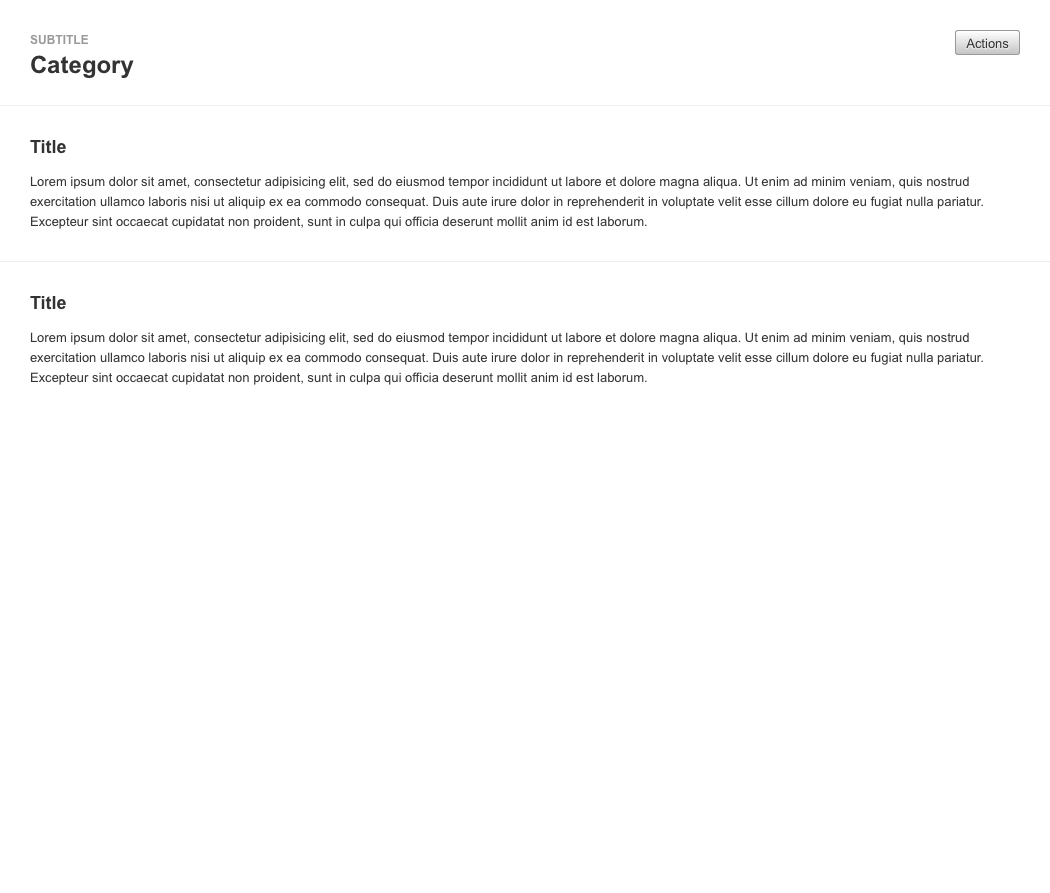 SUBTITLE
Category
Actions
Title
Lorem ipsum dolor sit amet, consectetur adipisicing elit, sed do eiusmod tempor incididunt ut labore et dolore magna aliqua. Ut enim ad minim veniam, quis nostrud
exercitation ullamco laboris nisi ut aliquip ex ea commodo consequat. Duis aute irure dolor in reprehenderit in voluptate velit esse cillum dolore eu fugiat nulla pariatur.
Excepteur sint occaecat cupidatat non proident, sunt in culpa qui officia deserunt mollit anim id est laborum.
Title
Lorem ipsum dolor sit amet, consectetur adipisicing elit, sed do eiusmod tempor incididunt ut labore et dolore magna aliqua. Ut enim ad minim veniam, quis nostrud
exercitation ullamco laboris nisi ut aliquip ex ea commodo consequat. Duis aute irure dolor in reprehenderit in voluptate velit esse cillum dolore eu fugiat nulla pariatur.
Excepteur sint occaecat cupidatat non proident, sunt in culpa qui officia deserunt mollit anim id est laborum.